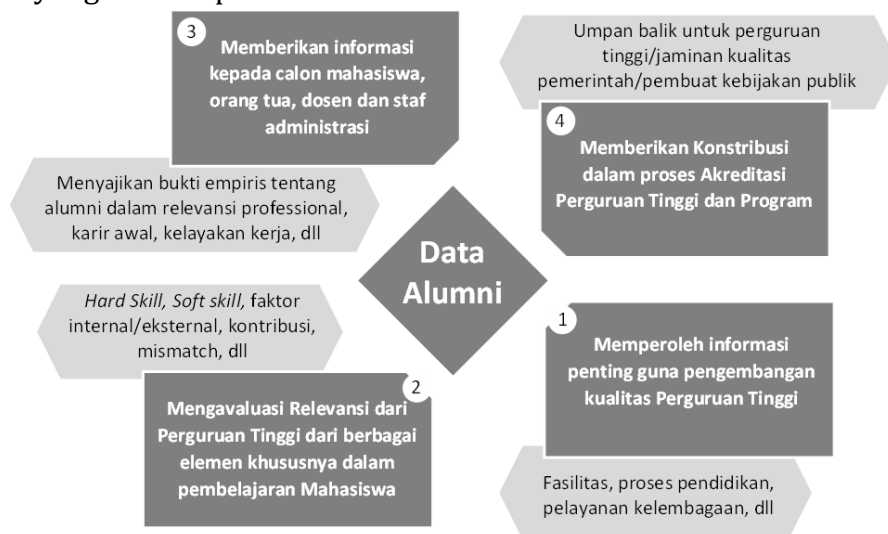 3
Memberikan informasi
kepada calon mahasiswa,
orang tua, dosen dan staf
administrasi
Menyajikan bukti empiris tentang
alumni dalam relevansi professional,
karir awal, kelayakan kerja, dll
Umpan balik untuk perguruan
tinggi/jaminan kualitas
pemerintah/pembuat kebijakan publik
4
Memberikan Konstribusi
dalam proses Akreditasi
Perguruan Tinggi dan Program
Data
Alumni
Hard Skill, Soft skill, faktor
internal/eksternal, kontribusi,
mismatch, dll
2
Mengavaluasi Relevansi dari
Perguruan Tinggi dari berbagai
elemen khususnya dalam
pembelajaran Mahasiswa
1
Memperoleh informasi
penting guna pengembangan
kualitas Perguruan Tinggi
Fasilitas, proses pendidikan,
pelayanan kelembagaan, dll